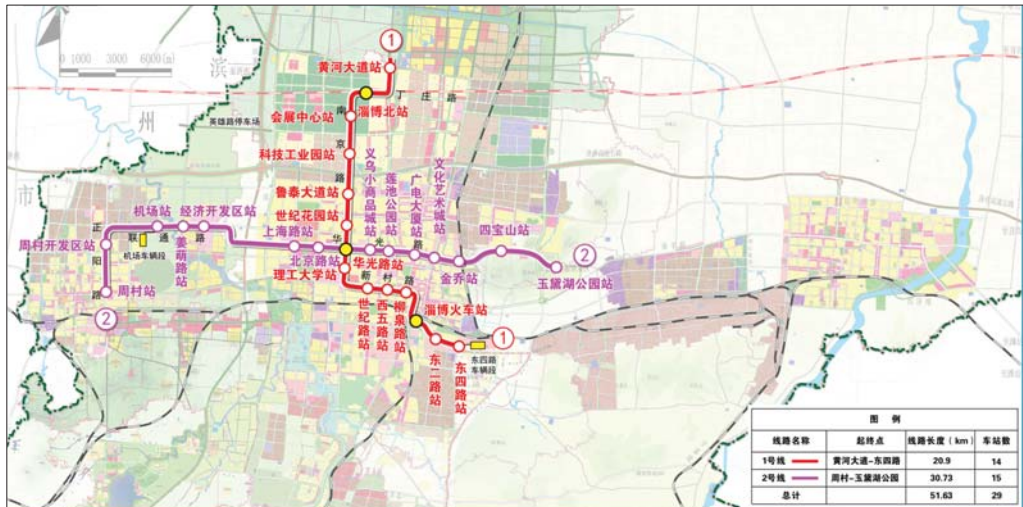 0 1000 3000 6000(m)
滨
州
市
①
黄河大道站
丁庄路
淄博北站
南京路
会展中心站
英雄路停车场
科技工业园站
鲁泰大道站
世纪花园站
义乌小商品城站
莲池公园站
广电大厦站
文化艺术城站
机场站
经济开发区站
上海路站
四宝山站
正阳路
联通路
姜萌路站
周村开发区站
机场车辆段
北京路站
华光路
华光路站
金乔站
②
玉黛湖公园站
理工大学站
新村路
周村站
②
世纪路站
西五路站
柳泉路站
淄博火车站
①
东二路站
东四路站
东四路
车辆段
图 例
线路名称 起终点 线路长度（km） 车站数
1号线 黄河大道-东四路 20.9 14
2号线 周村-玉黛湖公园 30.73 15
总计 51.63 29